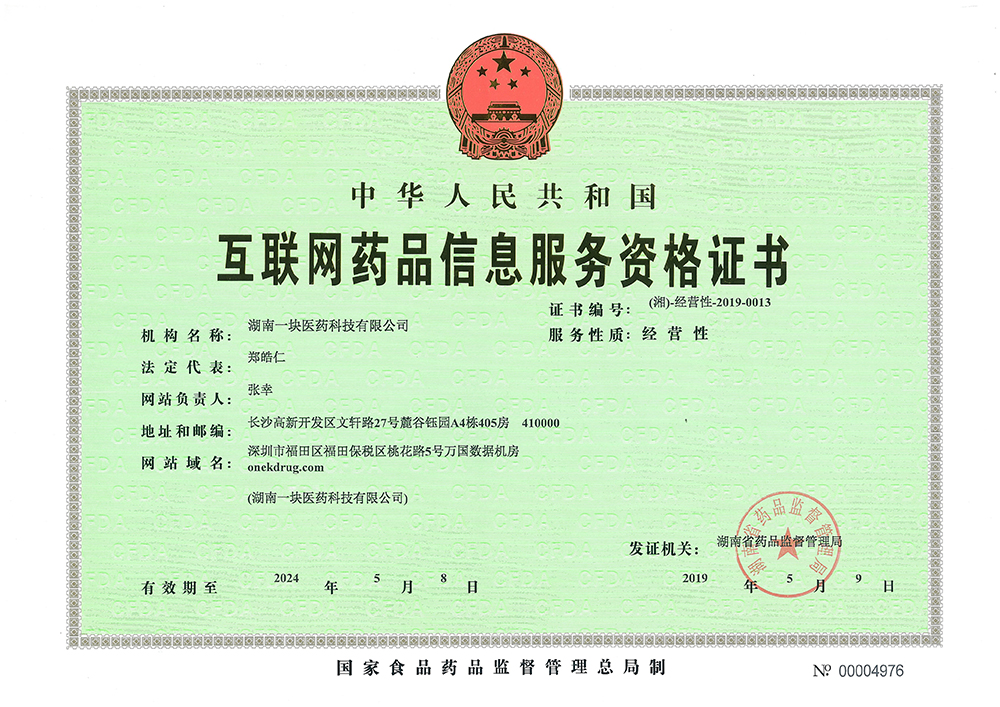 中华人民共和国
互联网药品信息服务资格证书
证书编号： (湘)-经营性-2019-0013
服务性质： 经营性
机构名称： 湖南一块医药科技有限公司
法定代表： 郑皓仁
网站负责人： 张幸
地址和邮编： 长沙高新开发区文轩路27号麓谷钰园A4栋405房 410000
网站域名： 深圳市福田区福田保税区桃花路5号万国数据机房
onekdrug.com
(湖南一块医药科技有限公司)
发证机关： 湖南省药品监督管理局
湖南省药品监督管理局
有效期至 2024 年 5 月 8 日
2019 年 5 月 9 日
国家食品药品监督管理总局制
№ 00004976